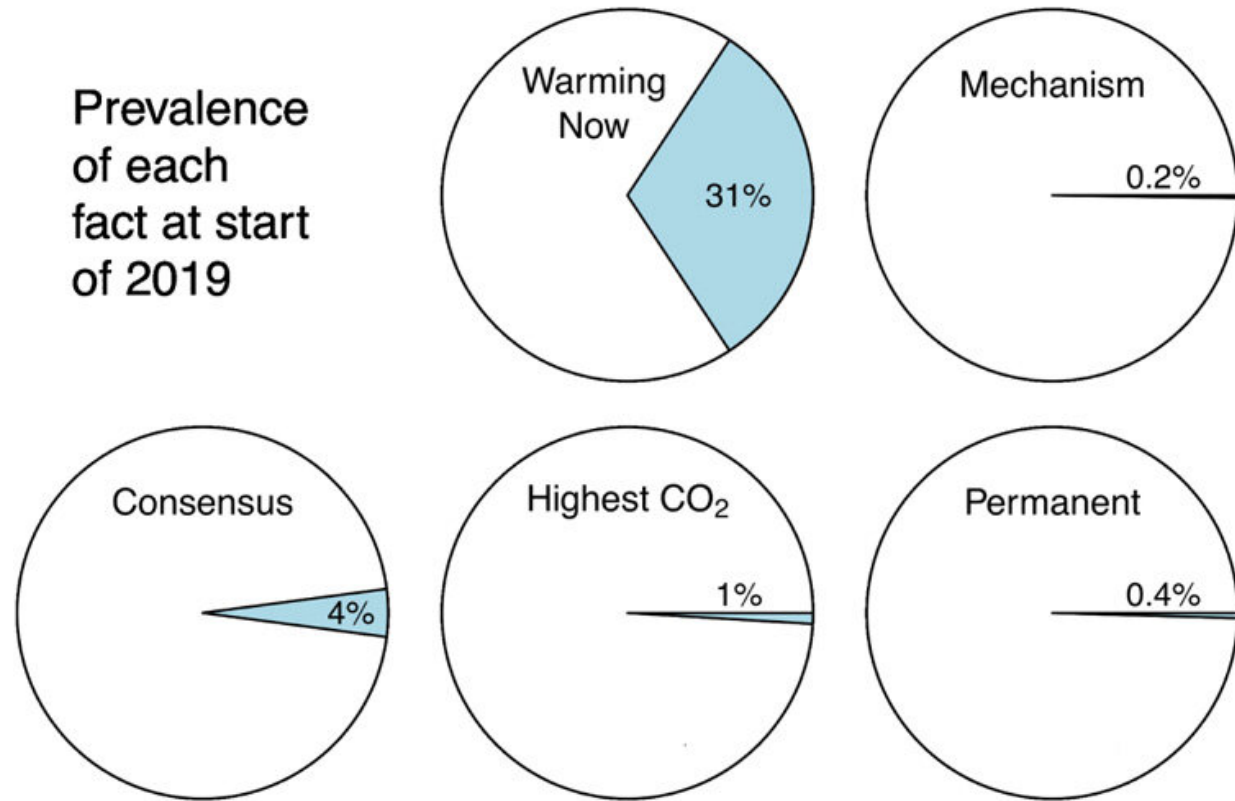 Prevalence
of each
fact at start
of 2019
Warming
Now
31%
Mechanism
0.2%
Consensus
4%
Highest CO₂
1%
Permanent
0.4%